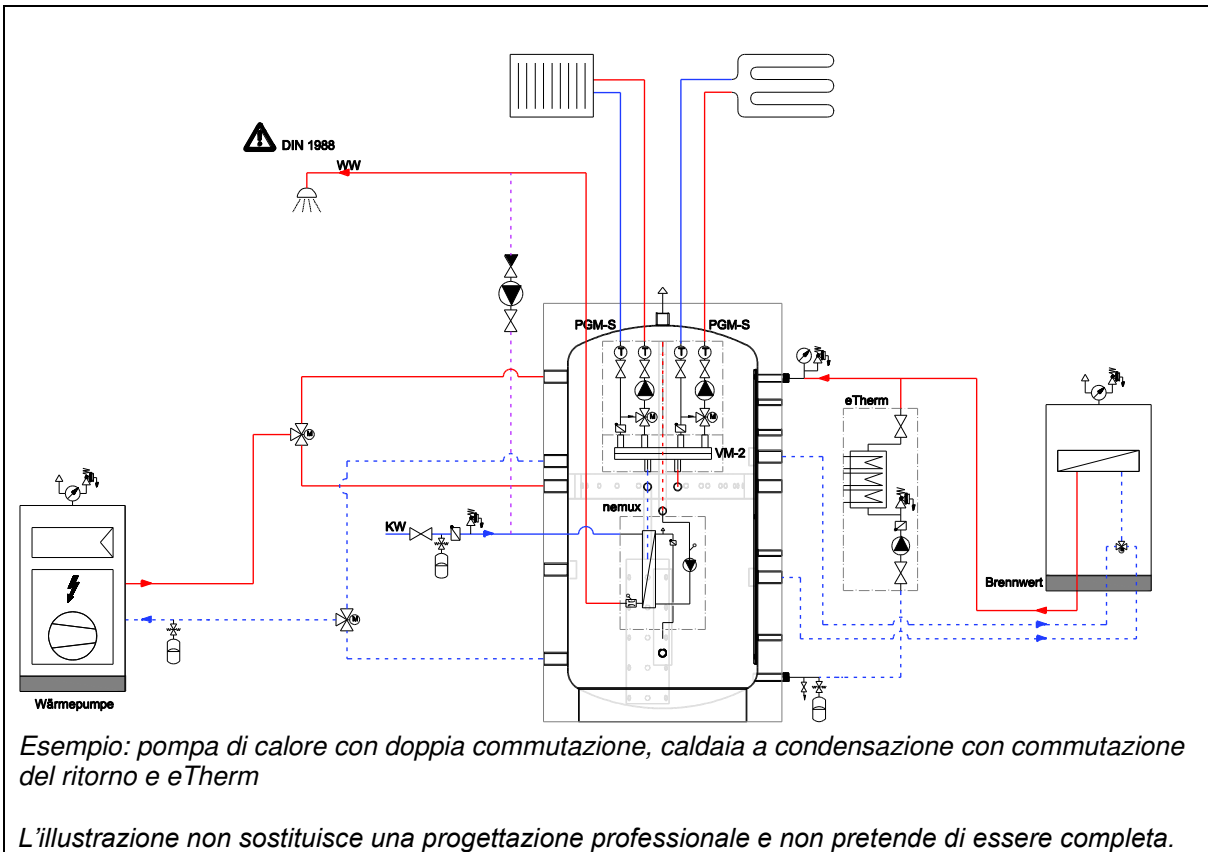 DIN 1988
WW
PGM-S
PGM-S
T
T
T
T
eTherm
M
M
M
VM-2
nemux
KW
M
Brennwert
Wärmepumpe
Esempio: pompa di calore con doppia commutazione, caldaia a condensazione con commutazione
del ritorno e eTherm
L'illustrazione non sostituisce una progettazione professionale e non pretende di essere completa.